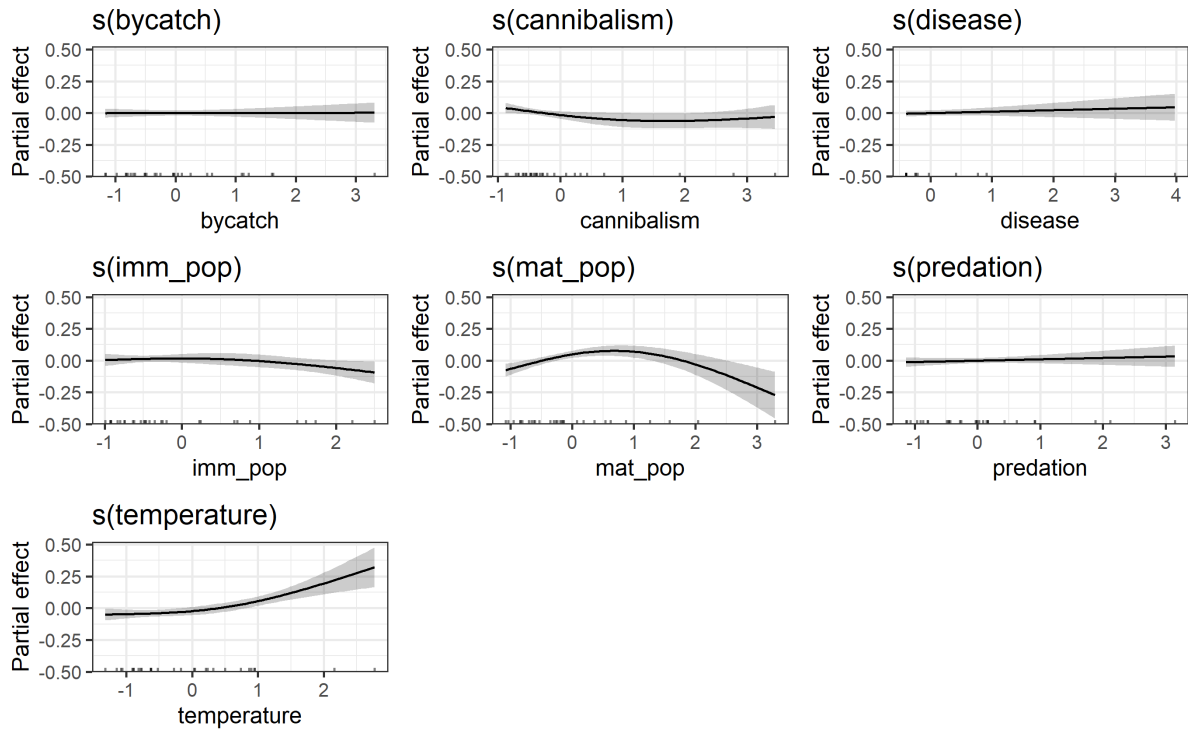 s(bycatch)
Partial effect
0.50
0.25
0.00
-0.25
-0.50
-1 0 1 2 3
bycatch
s(cannibalism)
Partial effect
0.50
0.25
0.00
-0.25
-0.50
-1 0 1 2 3
cannibalism
s(disease)
Partial effect
0.50
0.25
0.00
-0.25
-0.50
0 1 2 3 4
disease
s(imm_pop)
Partial effect
0.50
0.25
0.00
-0.25
-0.50
-1 0 1 2
imm_pop
s(mat_pop)
Partial effect
0.50
0.25
0.00
-0.25
-0.50
-1 0 1 2 3
mat_pop
s(predation)
Partial effect
0.50
0.25
0.00
-0.25
-0.50
-1 0 1 2 3
predation
s(temperature)
Partial effect
0.50
0.25
0.00
-0.25
-0.50
-1 0 1 2
temperature